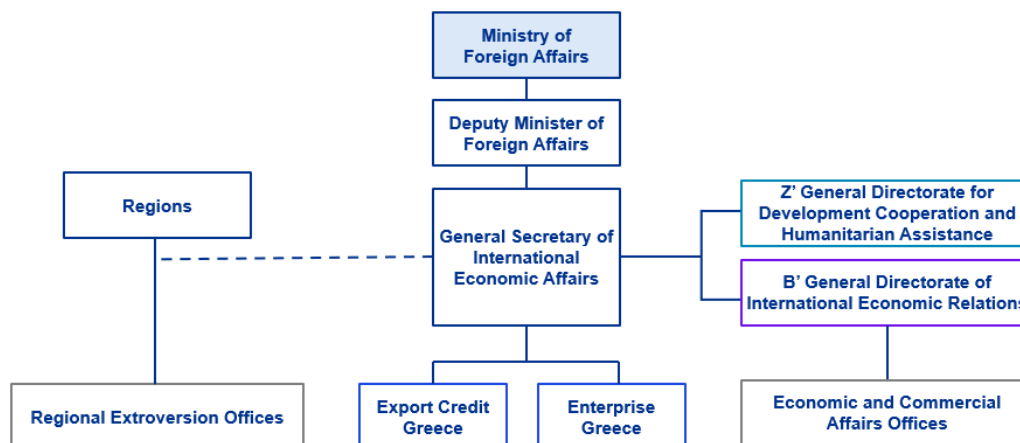 Ministry of
Foreign Affairs
Deputy Minister of
Foreign Affairs
Regions
General Secretary of
International
Economic Affairs
Z’ General Directorate for
Development Cooperation and
Humanitarian Assistance
B’ General Directorate of
International Economic Relations
Regional Extroversion Offices
Export Credit
Greece
Enterprise
Greece
Economic and Commercial
Affairs Offices